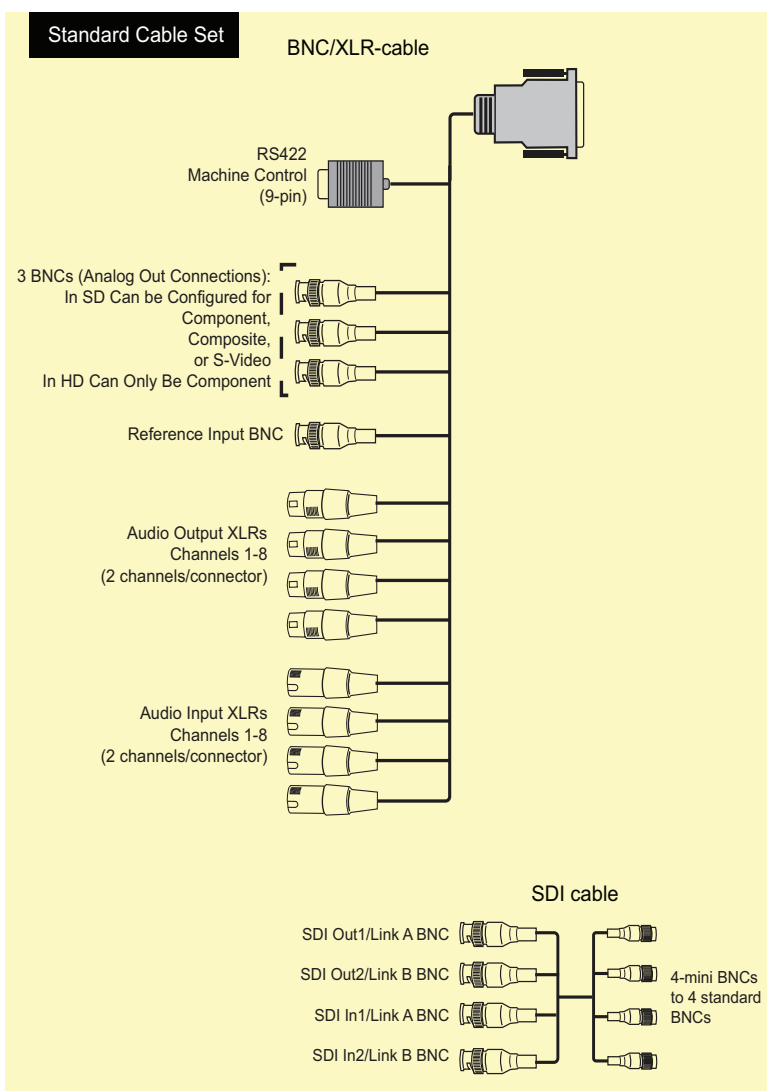 Standard Cable Set
BNC/XLR-cable
RS422
Machine Control
(9-pin)
3 BNCs (Analog Out Connections):
In SD Can be Configured for
Component,
Composite,
or S-Video
In HD Can Only Be Component
Reference Input BNC
Audio Output XLRs
Channels 1-8
(2 channels/connector)
Audio Input XLRs
Channels 1-8
(2 channels/connector)
SDI cable
SDI Out1/Link A BNC
SDI Out2/Link B BNC
SDI In1/Link A BNC
SDI In2/Link B BNC
4-mini BNCs
to 4 standard
BNCs